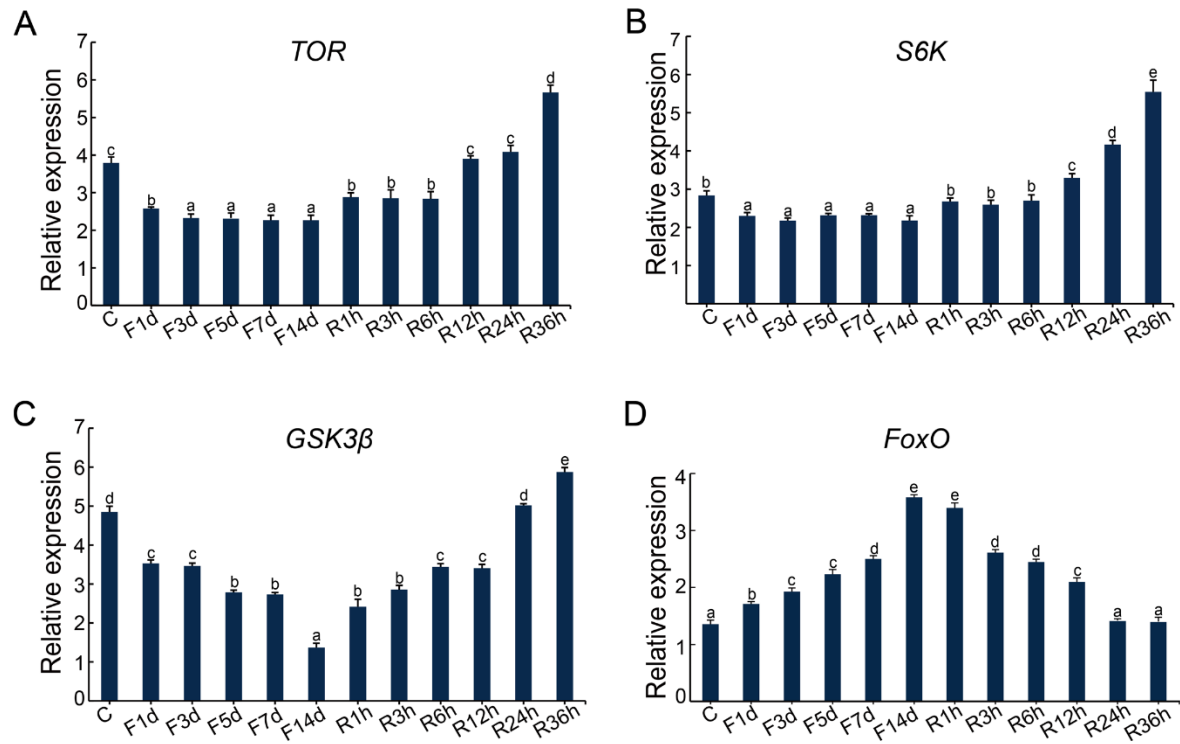 A
TOR
Relative expression
7
6
5
4
3
2
1
0
c b a a a a b b b c c d
C F1d F3d F5d F7d F14d R1h R3h R6h R12h R24h R36h
B
S6K
Relative expression
7
6
5
4
3
2
1
b a a a a a b b b c d e
C F1d F3d F5d F7d F14d R1h R3h R6h R12h R24h R36h
C
GSK3β
Relative expression
7
6
5
4
3
2
1
0
d c c b b a b b c c d e
C F1d F3d F5d F7d F14d R1h R3h R6h R12h R24h R36h
D
FoxO
Relative expression
4
3
2
1
0
a b c c d e e d d c a a
C F1d F3d F5d F7d F14d R1h R3h R6h R12h R24h R36h